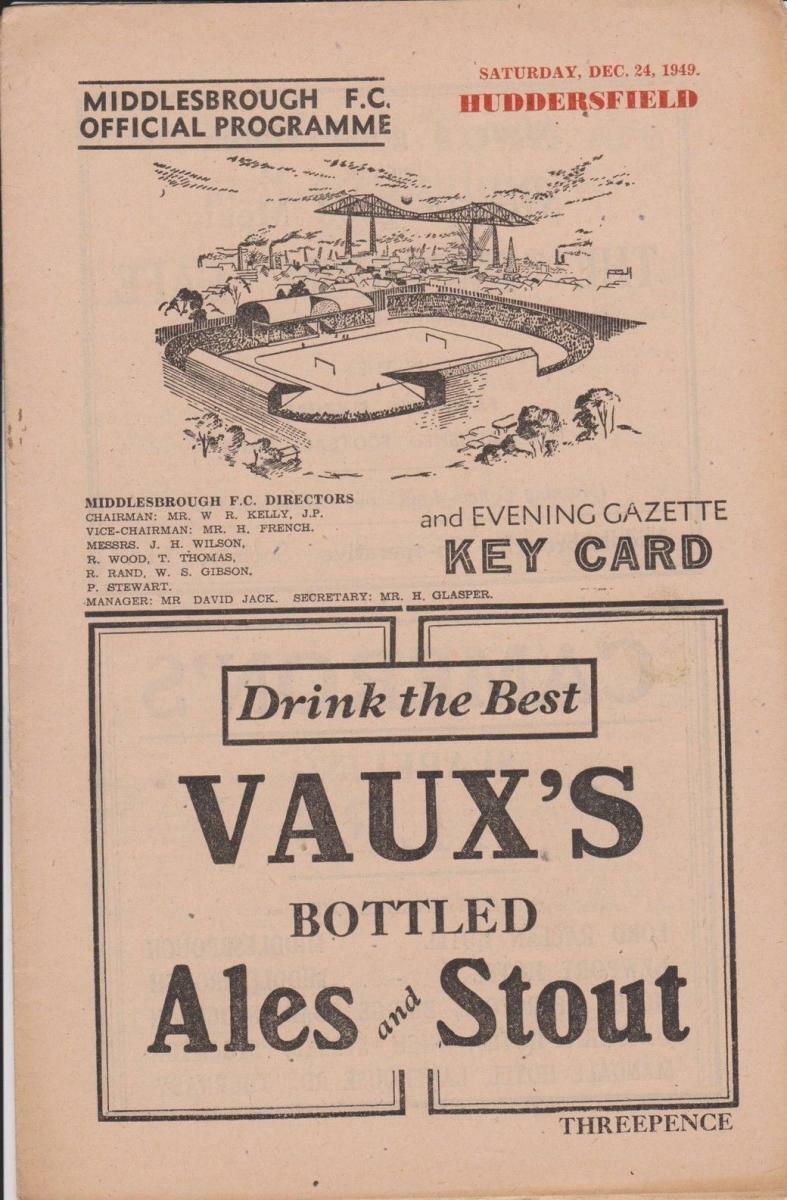 SATURDAY, DEC. 24, 1949.
HUDDERSFIELD
MIDDLESBROUGH F.C.
OFFICIAL PROGRAMME
MIDDLESBROUGH F.C. DIRECTORS
CHAIRMAN: MR. W R. KELLY, J.P.
VICE-CHAIRMAN: MR. H. FRENCH.
MESSRS. J. H. WILSON,
R. WOOD, T. THOMAS,
R. RAND, W. S. GIBSON.
P. STEWART.
MANAGER: MR DAVID JACK. SECRETARY: MR. H. GLASPER.
and EVENING GAZETTE
KEY CARD
Drink the Best
VAUX'S
BOTTLED
Ales and Stout
THREEPENCE